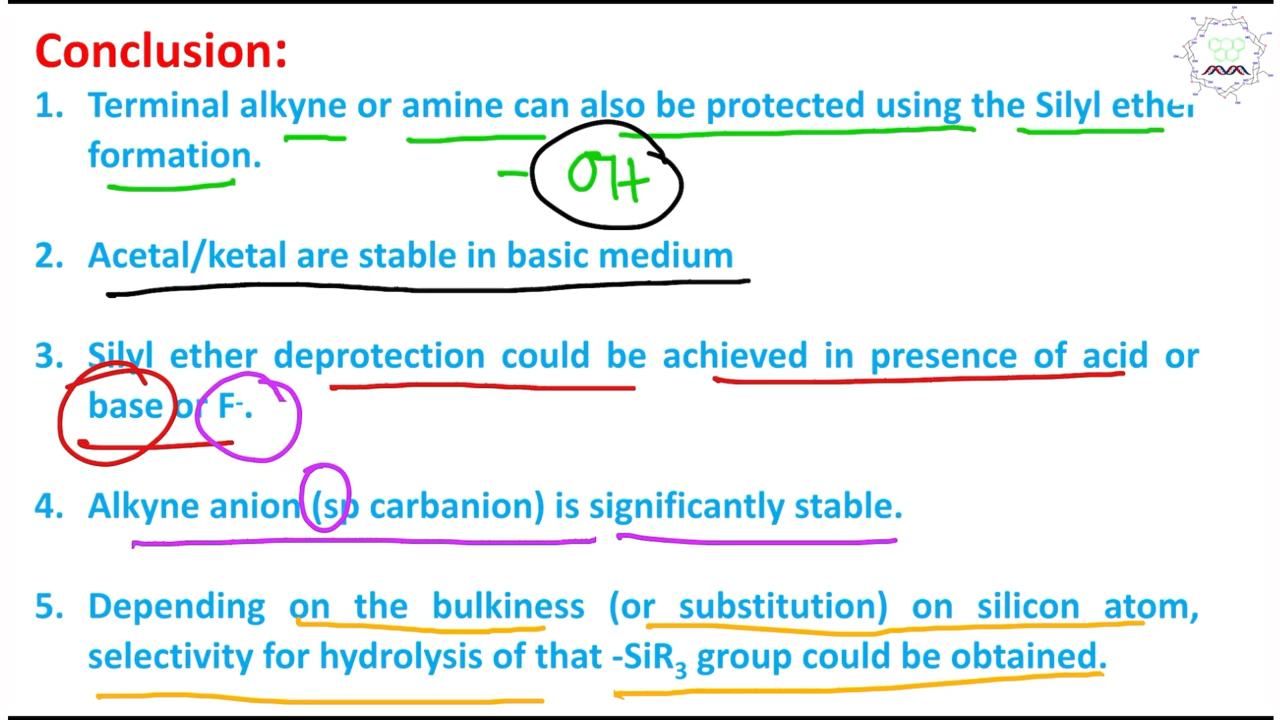 Conclusion:
1. Terminal alkyne or amine can also be protected using the Silyl ether
formation.
- OH
2. Acetal/ketal are stable in basic medium
3. Silyl ether deprotection could be achieved in presence of acid or
base or F-.
4. Alkyne anion (sp carbanion) is significantly stable.
5. Depending on the bulkiness (or substitution) on silicon atom,
selectivity for hydrolysis of that -SiR₃ group could be obtained.